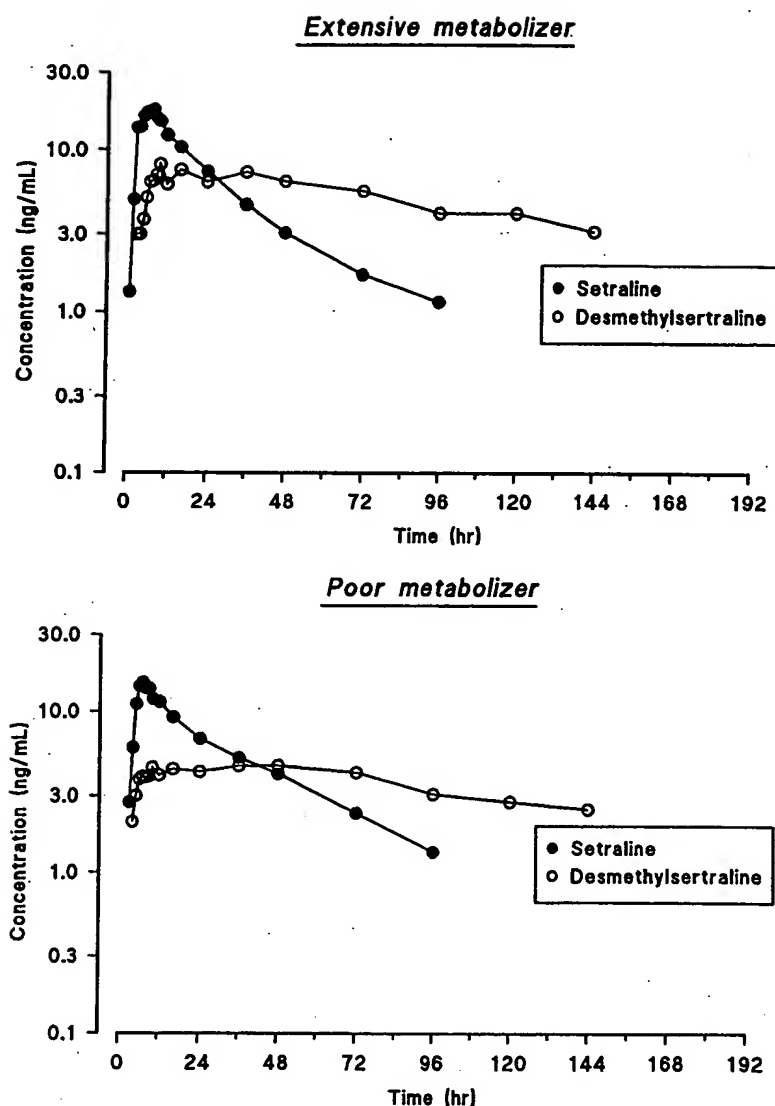 Extensive metabolizer
30.0
10.0
3.0
1.0
0.3
0.1
Concentration (ng/mL)
Setraline
Desmethylsertraline
0 24 48 72 96 120 144 168 192
Time (hr)
Poor metabolizer
30.0
10.0
3.0
1.0
0.3
0.1
Concentration (ng/mL)
Setraline
Desmethylsertraline
0 24 48 72 96 120 144 168 192
Time (hr)